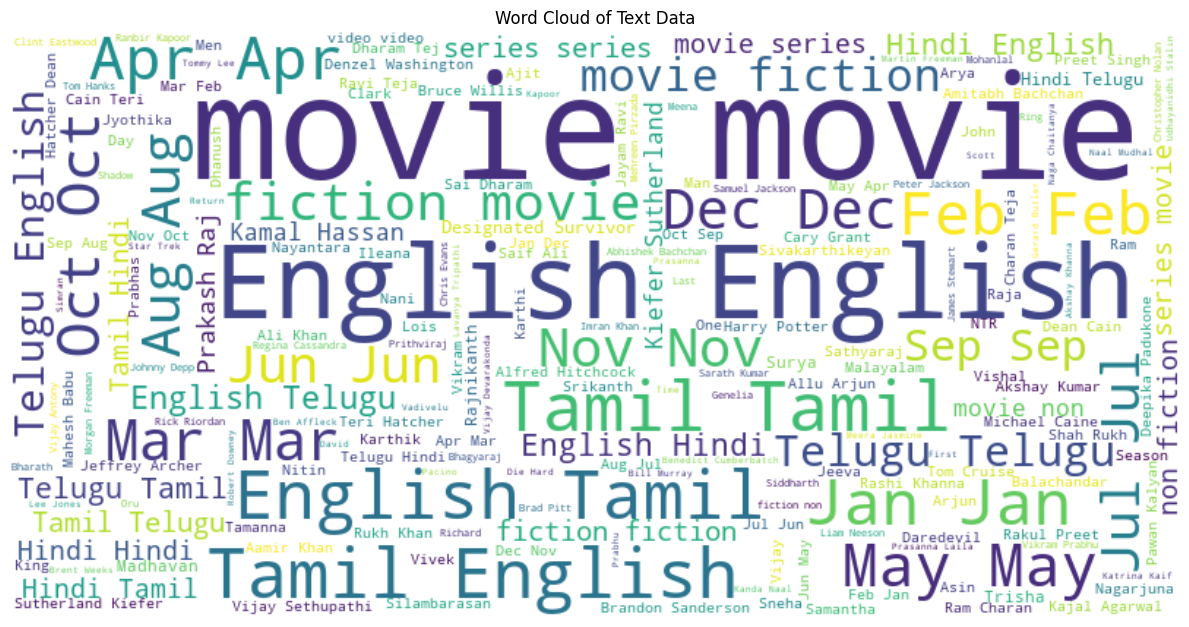 Word Cloud of Text Data
Clint Eastwood
Ranbir Kapoor
Men
video video
Dharam Tej
series series
movie series
Hindi English
Martin Freeman
Mohanlal
Preet Singh
Apr Apr
Tommy Lee
Denzel Washington
movie fiction
Arya
Hindi Telugu
Tom Hanks
Mar Feb
Ravi Teja
Ajit
Cain Teri
Clark
Bruce Willis
Kapoor
Amitabh Bachchan
Christopher Nolan
Udhayanidhi Stalin
Hatcher Dean
movie movie
Jyothika
Meena
Ring
John
Day
Dhanush
Jayam Ravi
Mehreen Pirzada
Scott
Naga Chaitanya
Naal Mudhal
Telugu English
Oct Oct
Aug Aug
Shadow
Sai Dharam
Man
Samuel Jackson
May Apr
Peter Jackson
Return
fiction movie
Dec Dec
Feb Feb
Charan Teja
Gerard Butler
series movie
Nov Oct
Kamal Hassan
Designated Survivor
Kiefer Sutherland
Oct Sep
Cary Grant
Sep Aug
Star Trek
Nayantara
Ileana
Jan Dec
Saif Ali
Abhishek Bachchan
Sivakarthikeyan
Ram
Tamil Hindi
Prabhas
Prakash Raj
English English
Chris Evans
Lavanya Tripathi
Prasanna
Last
James Stewart
Akshay Khanna
Simran
Nani
Karthi
Raja
Ali Khan
Lois
Imran Khan
One
Harry Potter
NTR
Dean Cain
Regina Cassandra
Prithviraj
Nov Nov
Sathyaraj
Sep Sep
Deepika Padukone
Jun Jun
Vikram
Rajnikanth
Alfred Hitchcock
Sarath Kumar
Surya
Malayalam
Vishal
Johnny Depp
Vijay Devarakonda
Srikanth
Time
Genelia
Allu Arjun
Akshay Kumar
Jul Jul
Mahesh Babu
Vijay Antony
Morgan Freeman
English Telugu
Vadivelu
Tamil Tamil
movie non
Rick Riordan
Ben Affleck
Teri Hatcher
Michael Caine
Mar Mar
David
Karthik
Apr Mar
English Hindi
Meera Jasmine
Telugu Telugu
Shah Rukh
Bharath
Jeffrey Archer
Telugu Hindi
Bhagyaraj
First
Season
Nitin
Robert Downey
Pacino
Die Hard
Aug Jul
Bill Murray
Benedict Cumberbatch
Jeeva
Tom Cruise
Balachandar
non fiction
Telugu Tamil
English Tamil
Brad Pitt
Siddharth
Rashi Khanna
Lee Jones
Oru
fiction non
Arjun
Jan Jan
Pawan Kalyan
Tamil Telugu
Tamanna
Rukh Khan
Richard
fiction fiction
Jul Jun
Liam Neeson
Daredevil
Rakul Preet
Hindi Hindi
Aamir Khan
Vivek
Dec Nov
Prabhu
Vijay
Jun May
Prasanna Laila
Vikram Prabhu
King
Brent Weeks
Madhavan
Tamil English
Kanda Naal
May May
Katrina Kaif
Hindi Tamil
Feb Jan
Asin
Trisha
Nagarjuna
Sutherland Kiefer
Vijay Sethupathi
Silambarasan
Brandon Sanderson
Sneha
Samantha
Ram Charan
Kajal Agarwal